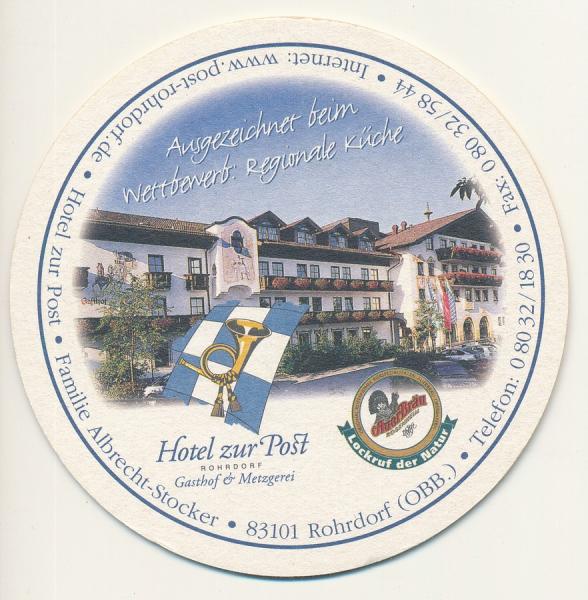 Hotel zur Post • Familie Albrecht-Stocker • 83101 Rohrdorf (OBB.) • Telefon: 0 80 32/18 30 • Fax: 0 80 32/58 44 • Internet: www.post-rohrdorf.de •
Ausgezeichnet beim
Wettbewerb: Regionale Küche
Gasthof
Hotel zur Post
ROHRDORF
Gasthof & Metzgerei
AuerBräu
ROSENHEIM
Lockruf der Natur